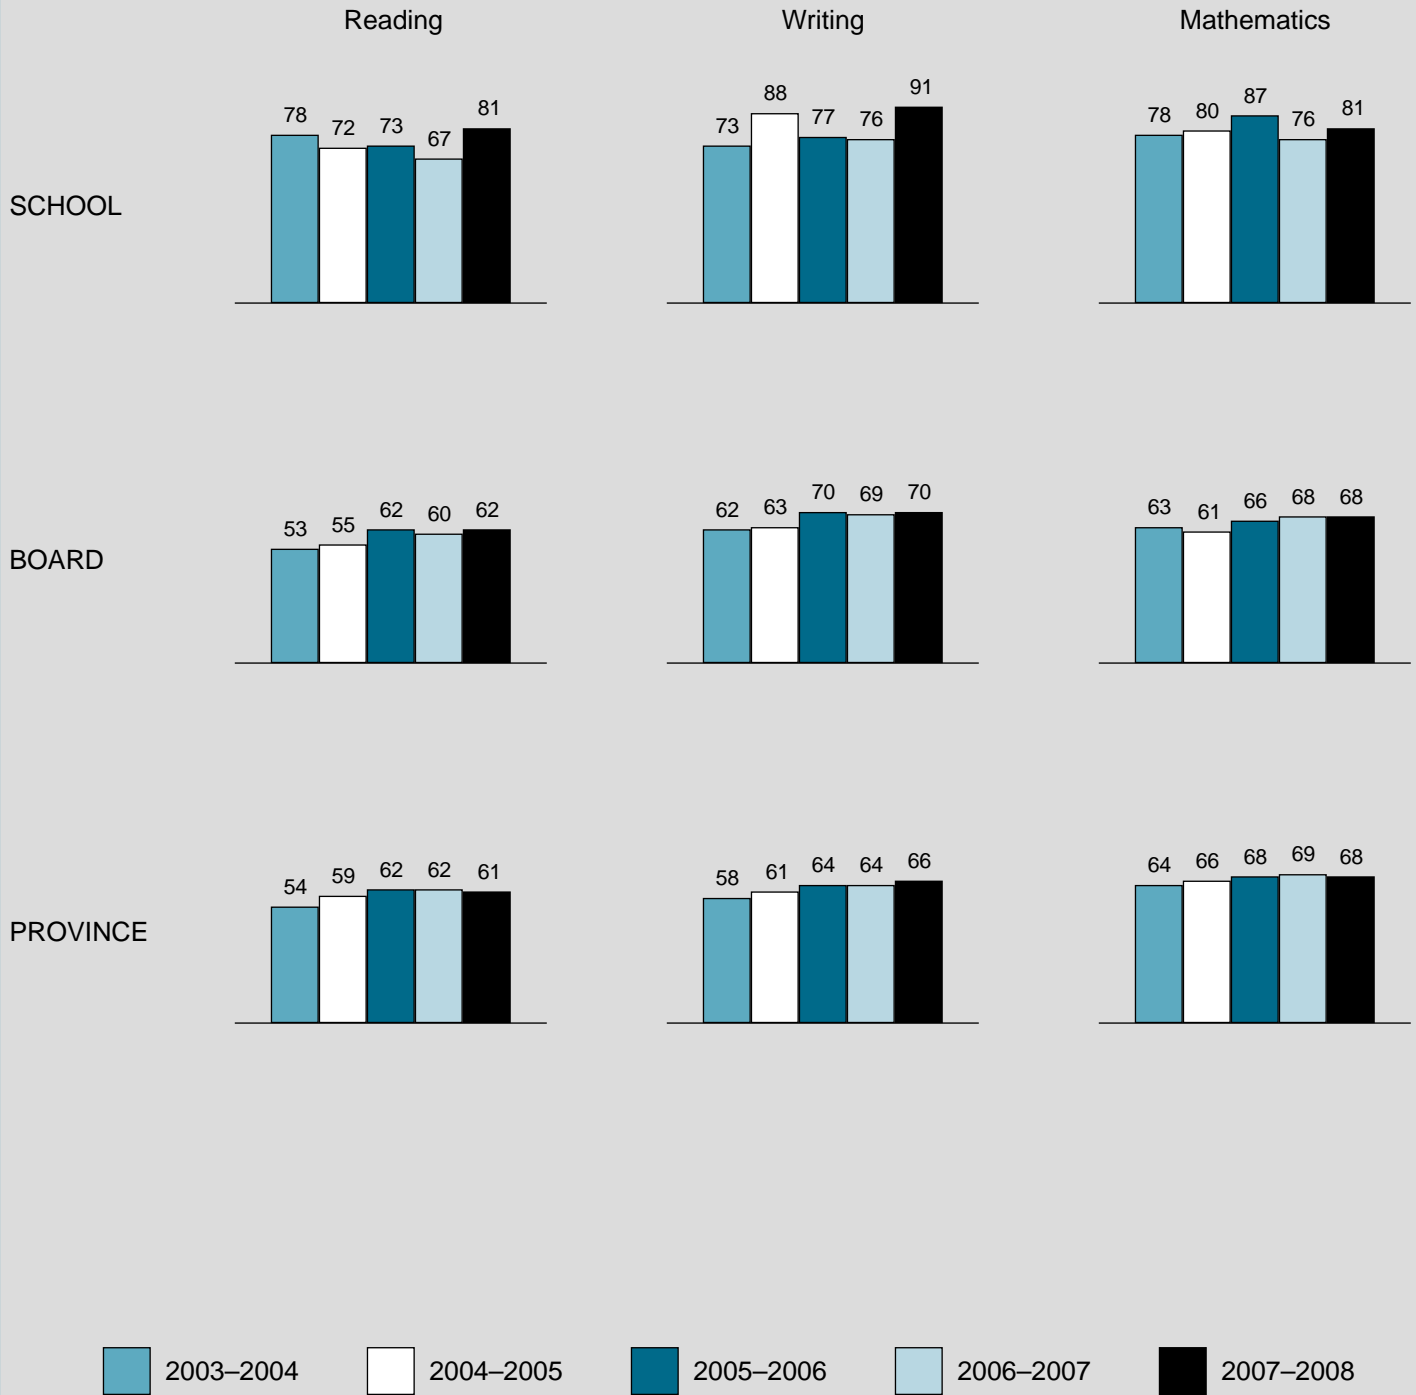 Reading Writing Mathematics
78 72 73 67 81 73 88 77 76 91 78 80 87 76 81
SCHOOL
53 55 62 60 62 62 63 70 69 70 63 61 66 68 68
BOARD
54 59 62 62 61 58 61 64 64 66 64 66 68 69 68
PROVINCE
2003–2004 2004–2005 2005–2006 2006–2007 2007–2008